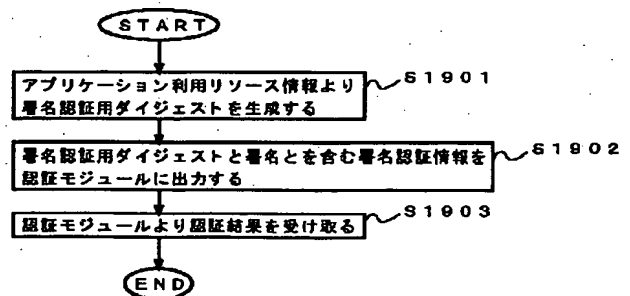 START
アプリケーション利用リソース情報より
署名認証用ダイジェストを生成する
S1901
署名認証用ダイジェストと署名とを含む署名認証情報を
認証モジュールに出力する
S1902
認証モジュールより認証結果を受け取る
S1903
END